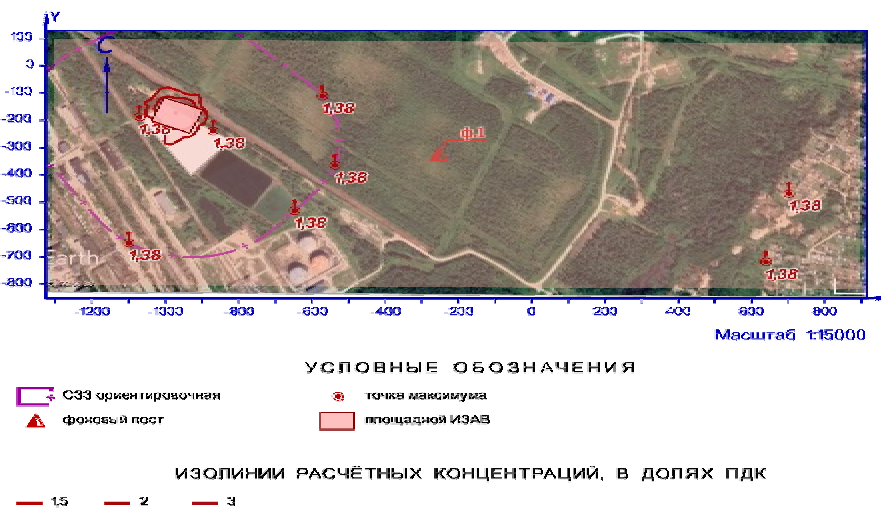 Y
С
100
0
-100
-200
-300
-400
-500
-600
-700
-800
1,38
1,38
1,38
1,38
1,38
1,38
1,38
1,38
ф.1
Earth
-1200 -1000 -800 -600 -400 -200 0 200 400 600 800
Масштаб 1:15000
УСЛОВНЫЕ ОБОЗНАЧЕНИЯ
СЗЗ ориентировочная
точка максимума
фоновый пост
площадной ИЗАВ
ИЗОЛИНИИ РАСЧЁТНЫХ КОНЦЕНТРАЦИЙ, В ДОЛЯХ ПДК
1,5 2 3